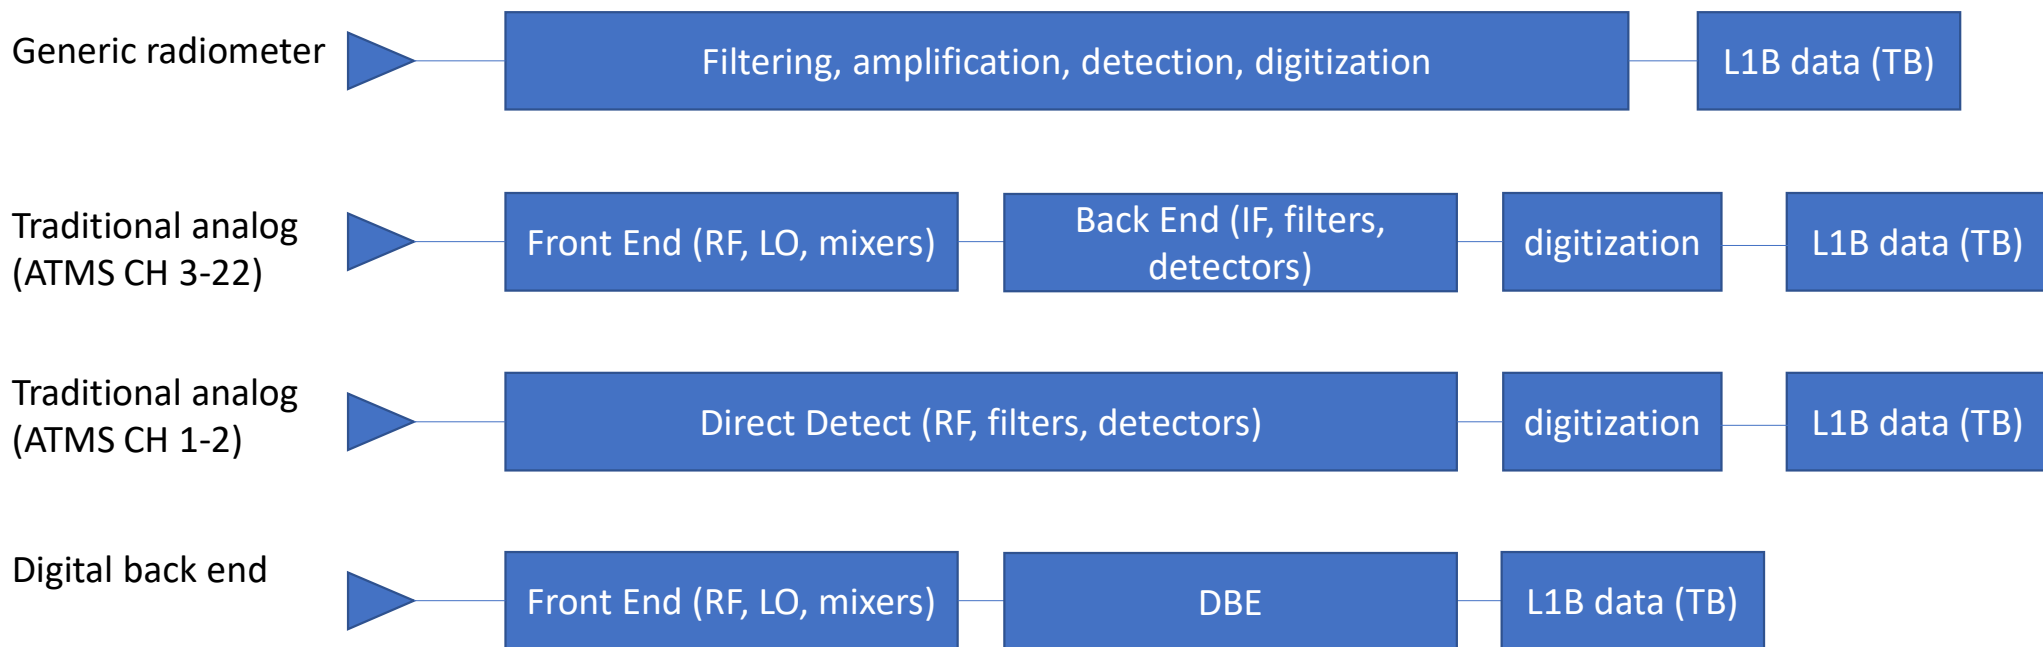 Generic radiometer
Filtering, amplification, detection, digitization
L1B data (TB)
Traditional analog
(ATMS CH 3-22)
Front End (RF, LO, mixers)
Back End (IF, filters,
detectors)
digitization
L1B data (TB)
Traditional analog
(ATMS CH 1-2)
Direct Detect (RF, filters, detectors)
digitization
L1B data (TB)
Digital back end
Front End (RF, LO, mixers)
DBE
L1B data (TB)